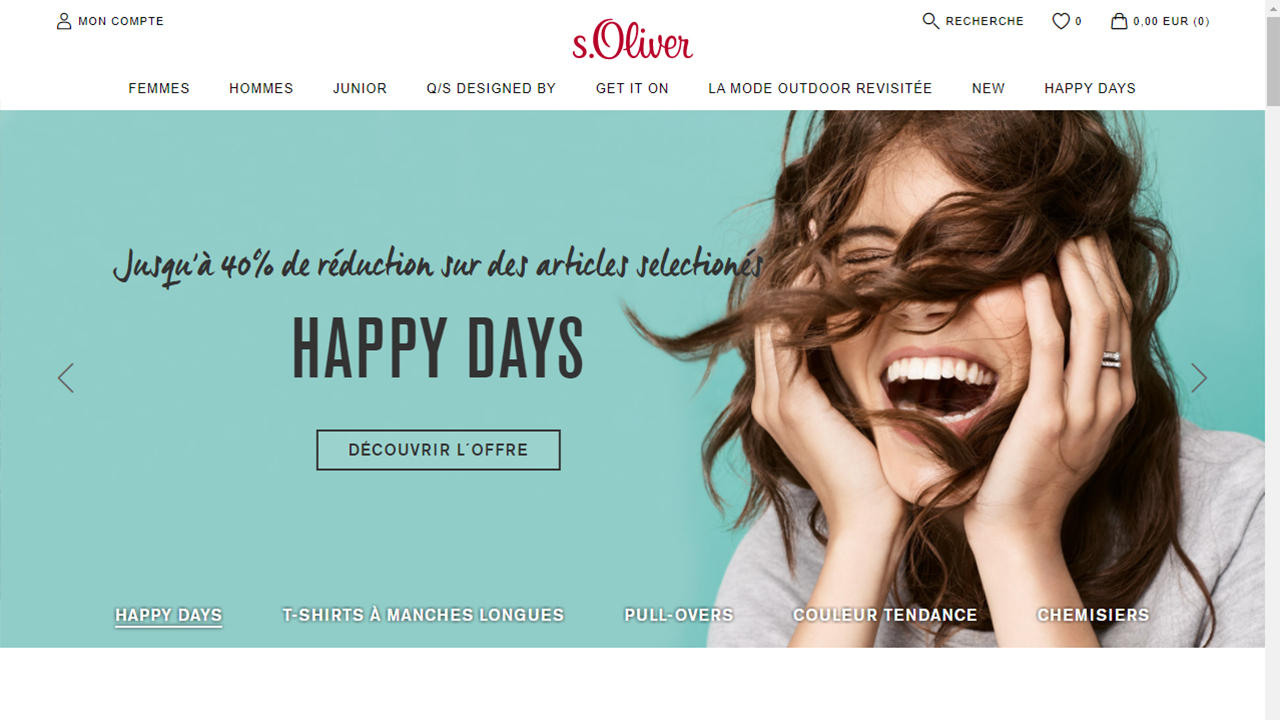 MON COMPTE
s.Oliver
RECHERCHE
0
0,00 EUR (0)
FEMMES
HOMMES
JUNIOR
Q/S DESIGNED BY
GET IT ON
LA MODE OUTDOOR REVISITÉE
NEW
HAPPY DAYS
Jusqu'à 40% de réduction sur des articles selectionés
HAPPY DAYS
DÉCOUVRIR L´OFFRE
HAPPY DAYS
T-SHIRTS À MANCHES LONGUES
PULL-OVERS
COULEUR TENDANCE
CHEMISIERS